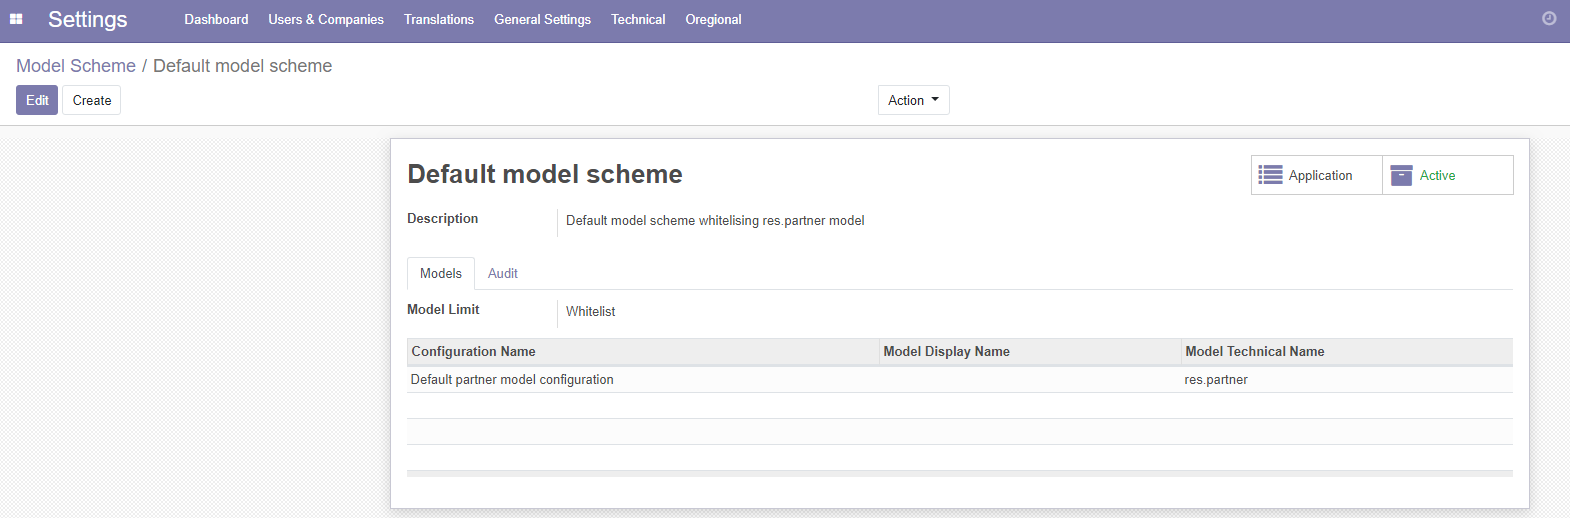 Settings Dashboard Users & Companies Translations General Settings Technical Oregional
Model Scheme / Default model scheme
Edit Create Action
Default model scheme
Application Active
Description Default model scheme whitelising res.partner model
Models Audit
Model Limit Whitelist
Configuration Name Model Display Name Model Technical Name
Default partner model configuration res.partner